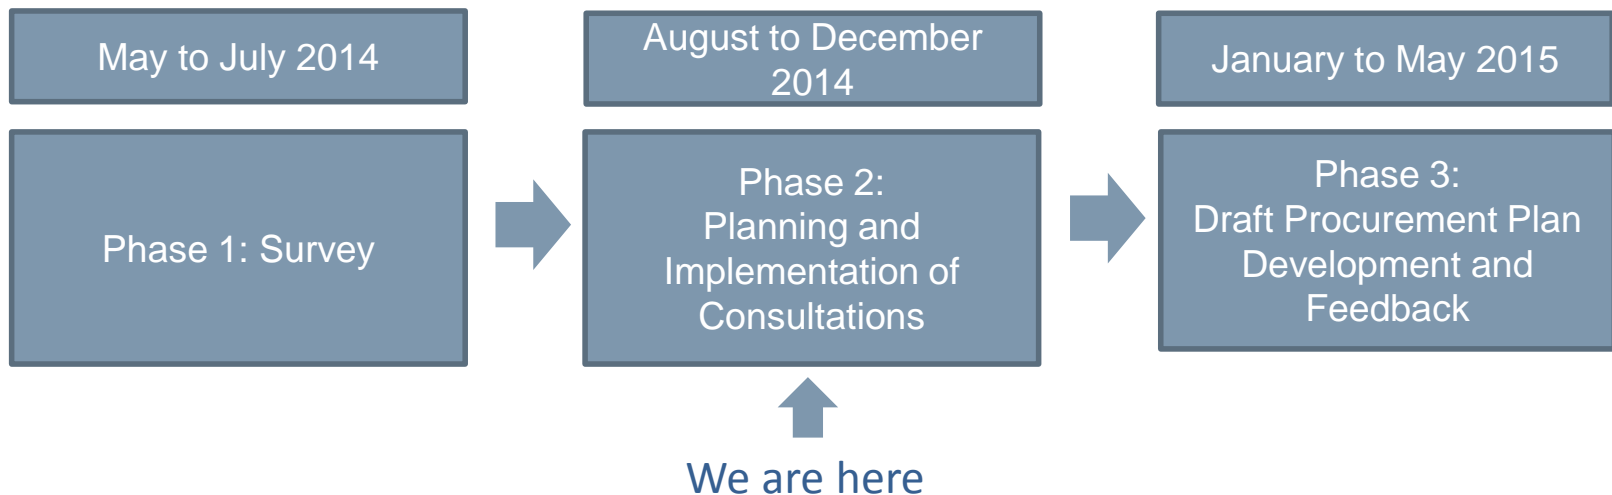 May to July 2014
August to December
2014
January to May 2015
Phase 1: Survey
Phase 2:
Planning and
Implementation of
Consultations
Phase 3:
Draft Procurement Plan
Development and
Feedback
We are here